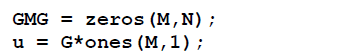 GMG = zeros(M,N);
u = G*ones(M,1);